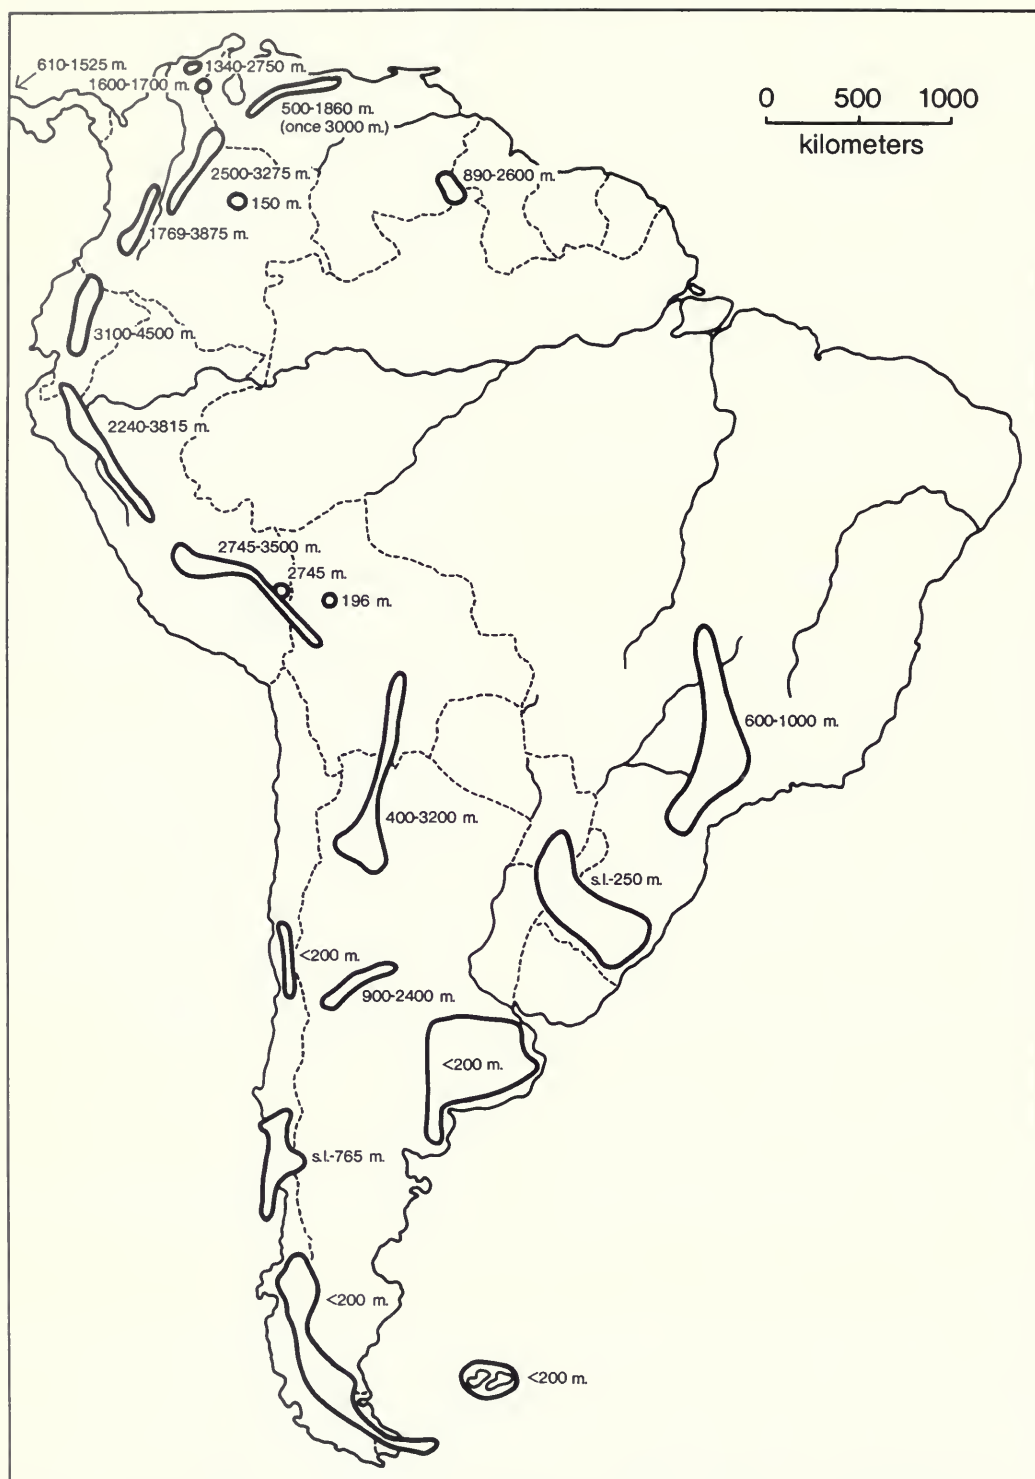 610-1525 m.
1340-2750 m.
1600-1700 m.
500-1860 m.
(once 3000 m.)
0 500 1000
kilometers
2500-3275 m.
890-2600 m.
150 m.
1769-3875 m.
3100-4500 m.
2240-3815 m.
2745-3500 m.
2745 m.
196 m.
600-1000 m.
400-3200 m.
s.l.-250 m.
<200 m.
900-2400 m.
<200 m.
s.l.-765 m.
<200 m.
<200 m.